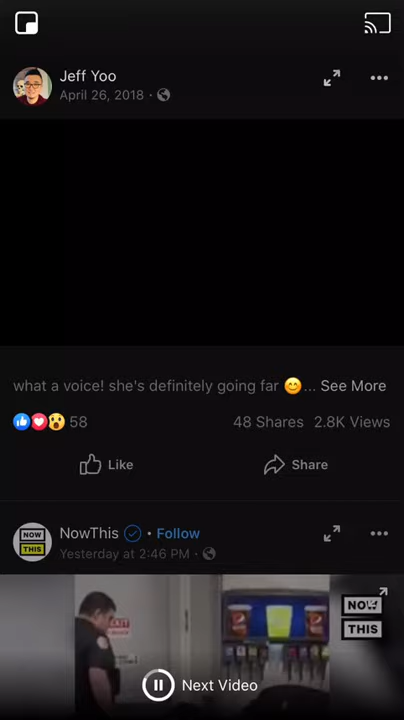 Jeff Yoo
April 26, 2018 ·
what a voice! she's definitely going far 😊... See More
58
48 Shares 2.8K Views
Like
Share
NOW
THIS
NowThis • Follow
Yesterday at 2:46 PM ·
NOW
THIS
EXIT
Next Video